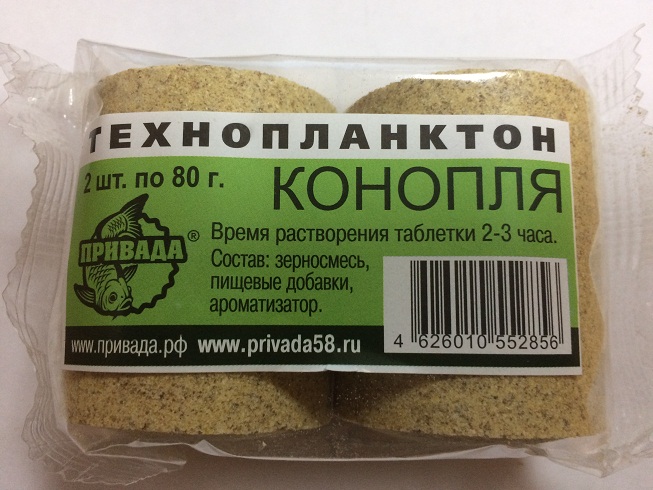 ТЕХНОПЛАНКТОН
2 шт. по 80 г.
КОНОПЛЯ
ПРИВАДА®
Время растворения таблетки 2-3 часа.
Состав: зерносмесь,
пищевые добавки,
ароматизатор.
www.привада.рф www.privada58.ru
4 626010 552856